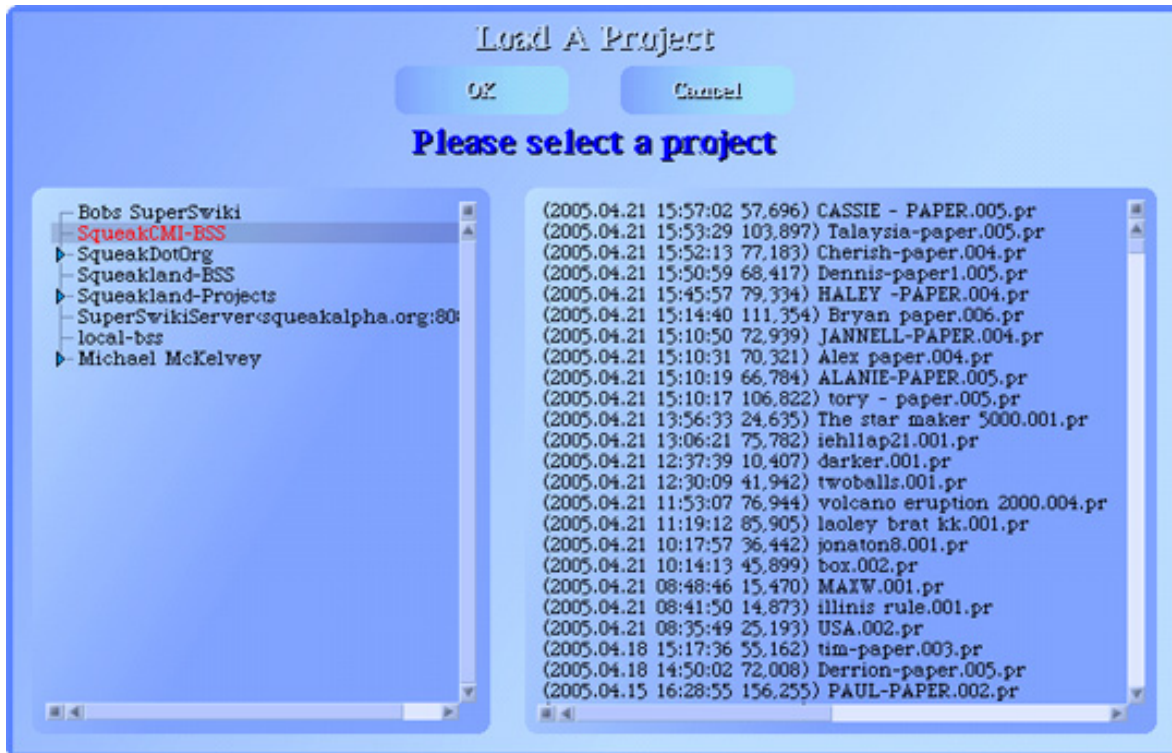 Load A Project
OK
Cancel
Please select a project
Bobs SuperSwiki
SqueakCMI-BSS
SqueakDotOrg
Squeakland-BSS
Squeakland-Projects
SuperSwikiServer<squeakalpha.org:808
local-bss
Michael McKelvey
(2005.04.21 15:57:02 57,696) CASSIE - PAPER.005.pr
(2005.04.21 15:53:29 103,897) Talaysia-paper.005.pr
(2005.04.21 15:52:13 77,183) Cherish-paper.004.pr
(2005.04.21 15:50:59 68,417) Dennis-paper1.005.pr
(2005.04.21 15:45:57 79,334) HALEY -PAPER.004.pr
(2005.04.21 15:14:40 111,354) Bryan paper.006.pr
(2005.04.21 15:10:50 72,939) JANNELL-PAPER.004.pr
(2005.04.21 15:10:31 70,321) Alex paper.004.pr
(2005.04.21 15:10:19 66,784) ALANIE-PAPER.005.pr
(2005.04.21 15:10:17 106,822) tory - paper.005.pr
(2005.04.21 13:56:33 24,635) The star maker 5000.001.pr
(2005.04.21 13:06:21 75,782) iehl1ap21.001.pr
(2005.04.21 12:37:39 10,407) darker.001.pr
(2005.04.21 12:30:09 41,942) twoballs.001.pr
(2005.04.21 11:53:07 76,944) volcano eruption 2000.004.pr
(2005.04.21 11:19:12 85,905) laoley brat kk.001.pr
(2005.04.21 10:17:57 36,442) jonaton8.001.pr
(2005.04.21 10:14:13 45,899) box.002.pr
(2005.04.21 08:48:46 15,470) MAXW.001.pr
(2005.04.21 08:41:50 14,873) illinis rule.001.pr
(2005.04.21 08:35:49 25,193) USA.002.pr
(2005.04.18 15:17:36 55,162) tim-paper.003.pr
(2005.04.18 14:50:02 72,008) Derrion-paper.005.pr
(2005.04.15 16:28:55 156,255) PAUL-PAPER.002.pr